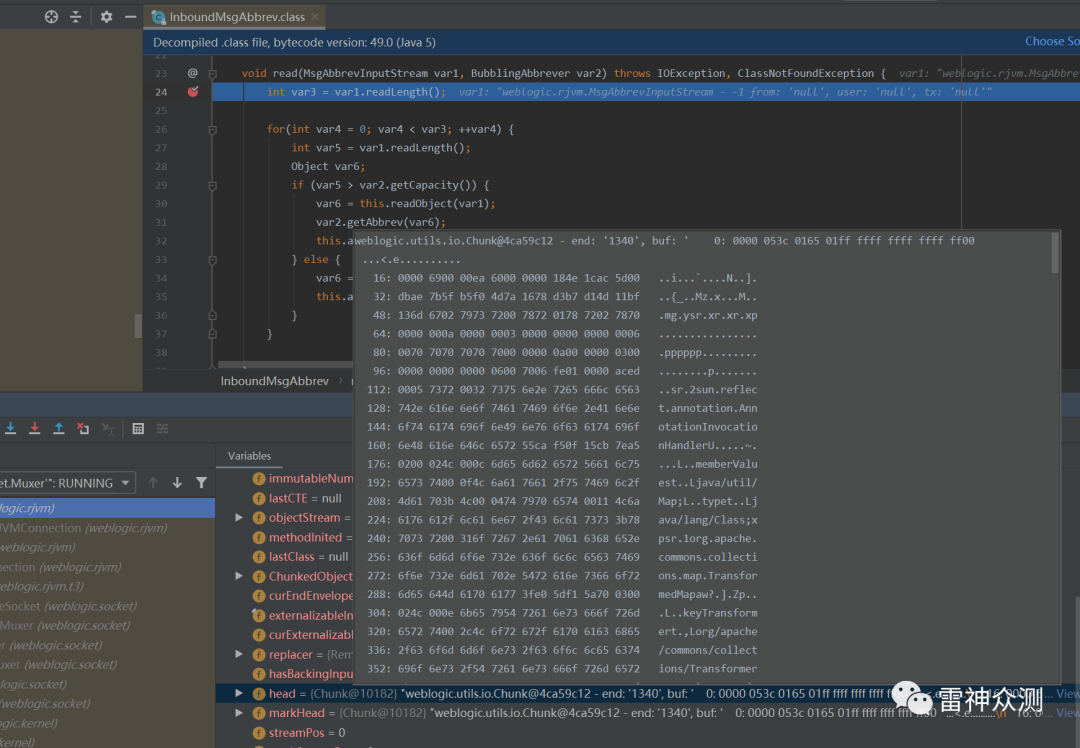 InboundMsgAbbrev.class
Decompiled .class file, bytecode version: 49.0 (Java 5)
Choose So
23 @ void read(MsgAbbrevInputStream var1, BubblingAbbrever var2) throws IOException, ClassNotFoundException { var1: "weblogic.rjvm.MsgAbbre
24 int var3 = var1.readLength(); var1: "weblogic.rjvm.MsgAbbrevInputStream - -1 from: 'null', user: 'null', tx: 'null'"
25
26 for(int var4 = 0; var4 < var3; ++var4) {
27 int var5 = var1.readLength();
28 Object var6;
29 if (var5 > var2.getCapacity()) {
30 var6 = this.readObject(var1);
31 var2.getAbbrev(var6);
32 this.a
33 } else {
34 var6 =
35 this.a
36 }
37 }
38
weblogic.utils.io.Chunk@4ca59c12 - end: '1340', buf: ' 0: 0000 053c 0165 01ff ffff ffff ffff ff00
...<.e..........
16: 0000 6900 00ea 6000 0000 184e 1cac 5d00 ..i...`....N..].
32: dbae 7b5f b5f0 4d7a 1678 d3b7 d14d 11bf ..{_..Mz.x...M..
48: 136d 6702 7973 7200 7872 0178 7202 7870 .mg.ysr.xr.xr.xp
64: 0000 000a 0000 0003 0000 0000 0000 0006 ................
80: 0070 7070 7070 7000 0000 0a00 0000 0300 .pppppp.........
96: 0000 0000 0000 0600 7006 fe01 0000 aced ........p.......
112: 0005 7372 0032 7375 6e2e 7265 666c 6563 ..sr.2sun.reflec
128: 742e 616e 6e6f 7461 7469 6f6e 2e41 6e6e t.annotation.Ann
144: 6f74 6174 696f 6e49 6e76 6f63 6174 696f otationInvocatio
160: 6e48 616e 646c 6572 55ca f50f 15cb 7ea5 nHandlerU.....~.
176: 0200 024c 000c 6d65 6d62 6572 5661 6c75 ...L..memberValu
192: 6573 7400 0f4c 6a61 7661 2f75 7469 6c2f est..Ljava/util/
208: 4d61 703b 4c00 0474 7970 6574 0011 4c6a Map;L..typet..Lj
224: 6176 612f 6c61 6e67 2f43 6c61 7373 3b78 ava/lang/Class;x
240: 7073 7200 316f 7267 2e61 7061 6368 652e psr.1org.apache.
256: 636f 6d6d 6f6e 732e 636f 6c6c 6563 7469 commons.collecti
272: 6f6e 732e 6d61 702e 5472 616e 7366 6f72 ons.map.Transfor
288: 6d65 644d 6170 6177 3fe0 5df1 5a70 0300 medMapaw?.].Zp..
304: 024c 000e 6b65 7954 7261 6e73 666f 726d .L..keyTransform
320: 6572 7400 2c4c 6f72 672f 6170 6163 6865 ert.,Lorg/apache
336: 2f63 6f6d 6d6f 6e73 2f63 6f6c 6c65 6374 /commons/collect
352: 696f 6e73 2f54 7261 6e73 666f 726d 6572 ions/Transformer
InboundMsgAbbrev
et.Muxer'": RUNNING
logic.rjvm)
JVMConnection (weblogic.rjvm)
weblogic.rjvm)
nection (weblogic.rjvm)
weblogic.rjvm.t3)
eSocket (weblogic.socket)
Muxer (weblogic.socket)
r (weblogic.socket)
uxer (weblogic.socket)
logic.socket)
(weblogic.socket)
ogic.kernel)
kernel)
Variables
immutableNum
lastCTE = null
objectStream =
methodInited =
lastClass = null
ChunkedObject
curEndEnvelope
externalizableIn
curExternalizabl
replacer = {Rem
hasBackingInpu
head = {Chunk@10182} "weblogic.utils.io.Chunk@4ca59c12 - end: '1340', buf: ' 0: 0000 053c 0165 01ff ffff ffff ffff
markHead = {Chunk@10182} "weblogic.utils.io.Chunk@4ca59c12 - end: '1340', buf: ' 0: 0000 053c 0165 01ff ffff ffff ffff
streamPos = 0
雷神众测